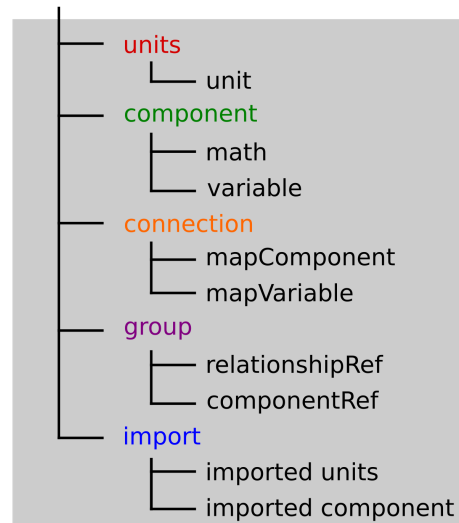 units
unit
component
math
variable
connection
mapComponent
mapVariable
group
relationshipRef
componentRef
import
imported units
imported component